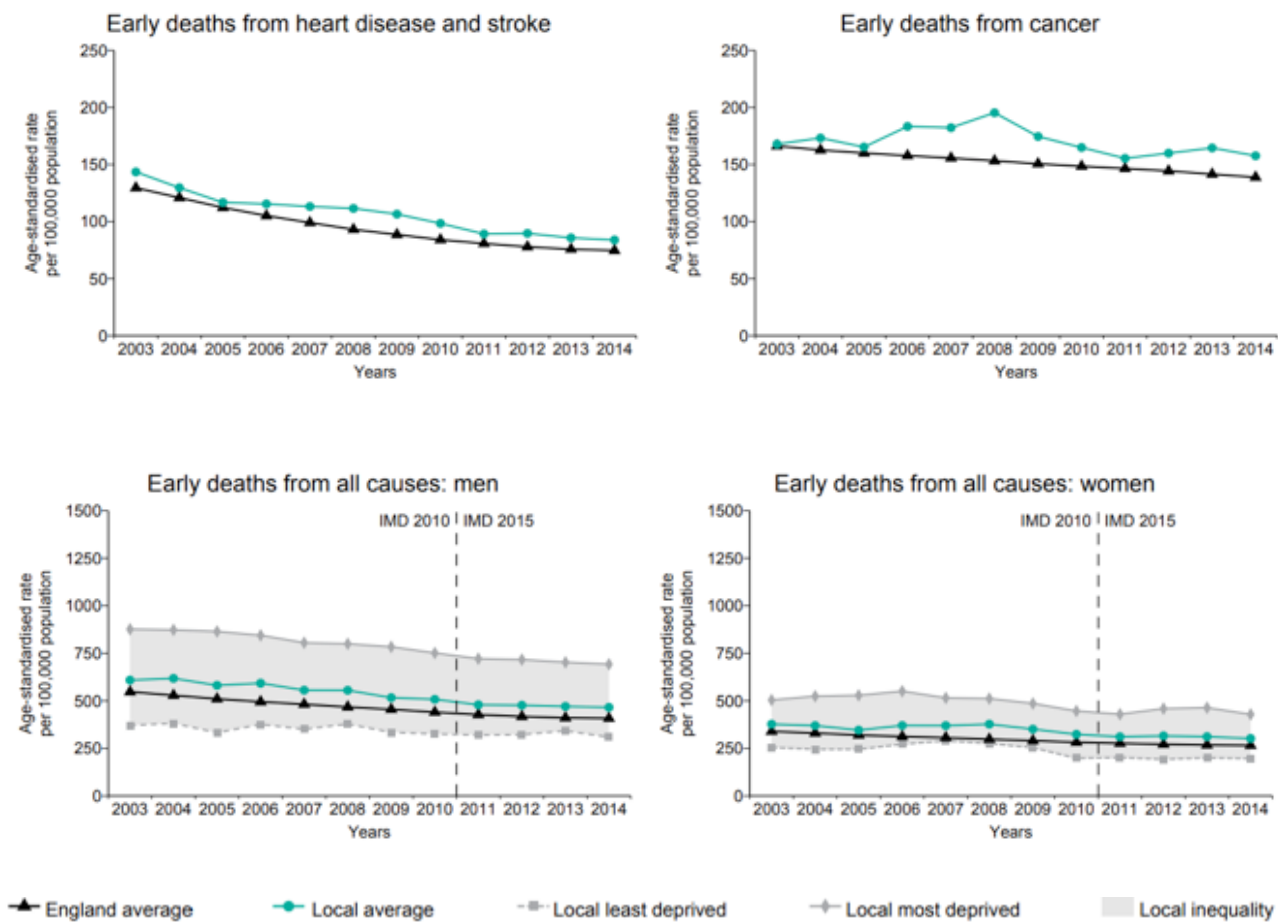 Early deaths from heart disease and stroke
Age-standardised rate
per 100,000 population
250
200
150
100
50
0
2003 2004 2005 2006 2007 2008 2009 2010 2011 2012 2013 2014
Years
Early deaths from cancer
Age-standardised rate
per 100,000 population
250
200
150
100
50
0
2003 2004 2005 2006 2007 2008 2009 2010 2011 2012 2013 2014
Years
Early deaths from all causes: men
Age-standardised rate
per 100,000 population
1500
1250
1000
750
500
250
0
IMD 2010 IMD 2015
2003 2004 2005 2006 2007 2008 2009 2010 2011 2012 2013 2014
Years
Early deaths from all causes: women
Age-standardised rate
per 100,000 population
1500
1250
1000
750
500
250
0
IMD 2010 IMD 2015
2003 2004 2005 2006 2007 2008 2009 2010 2011 2012 2013 2014
Years
England average Local average Local least deprived Local most deprived Local inequality